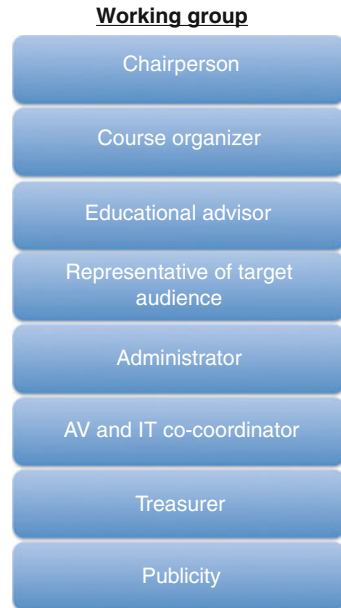 Working group
Chairperson
Course organizer
Educational advisor
Representative of target
audience
Administrator
AV and IT co-coordinator
Treasurer
Publicity